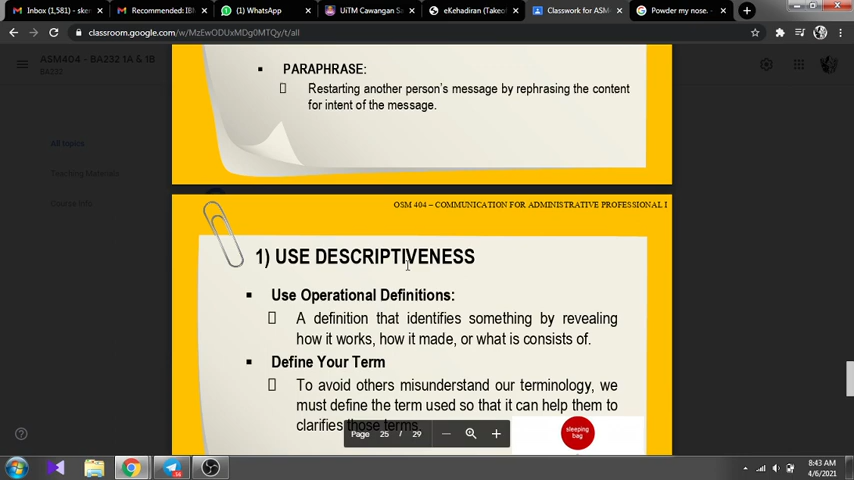 Inbox (1,581) - sker
Recommended: IBN
(1) WhatsApp
UiTM Cawangan Sa
eKehadiran (Takeo
Classwork for ASM
Powder my nose.
classroom.google.com/w/MzEwODUxMDg0MTQy/t/all
ASM404 - BA232 1A & 1B
BA232
All topics
Teaching Materials
Course Info
PARAPHRASE:
Restarting another person's message by rephrasing the content
for intent of the message.
OSM 404 – COMMUNICATION FOR ADMINISTRATIVE PROFESSIONAL I
1) USE DESCRIPTIVENESS
Use Operational Definitions:
A definition that identifies something by revealing
how it works, how it made, or what is consists of.
Define Your Term
To avoid others misunderstand our terminology, we
must define the term used so that it can help them to
clarifies those terms.
sleeping
bag
Page 25 / 29
8:43 AM
4/6/2021